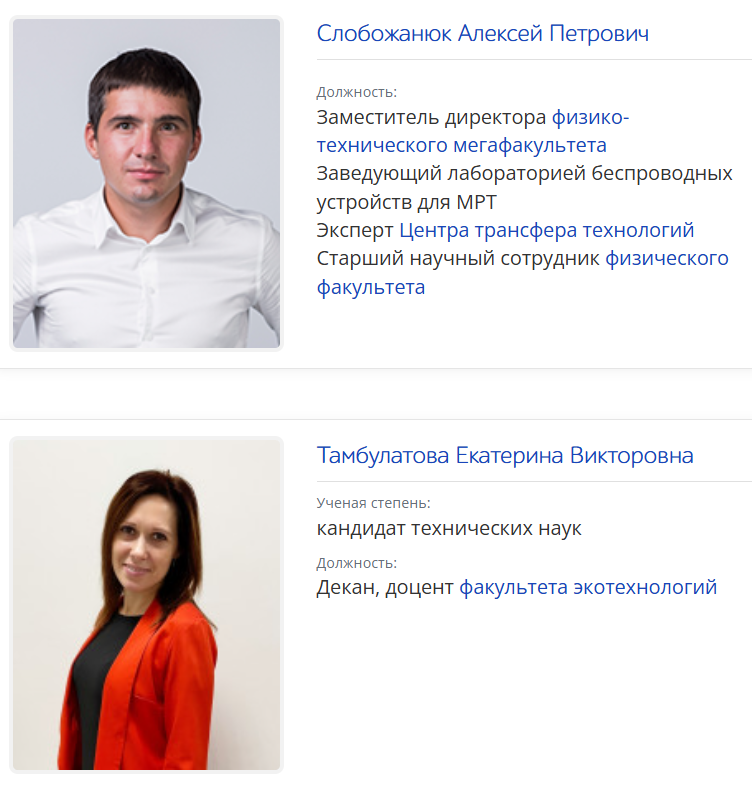 Слобожанюк Алексей Петрович
Должность:
Заместитель директора физико-
технического мегафакультета
Заведующий лабораторией беспроводных
устройств для МРТ
Эксперт Центра трансфера технологий
Старший научный сотрудник физического
факультета
Тамбулатова Екатерина Викторовна
Ученая степень:
кандидат технических наук
Должность:
Декан, доцент факультета экотехнологий